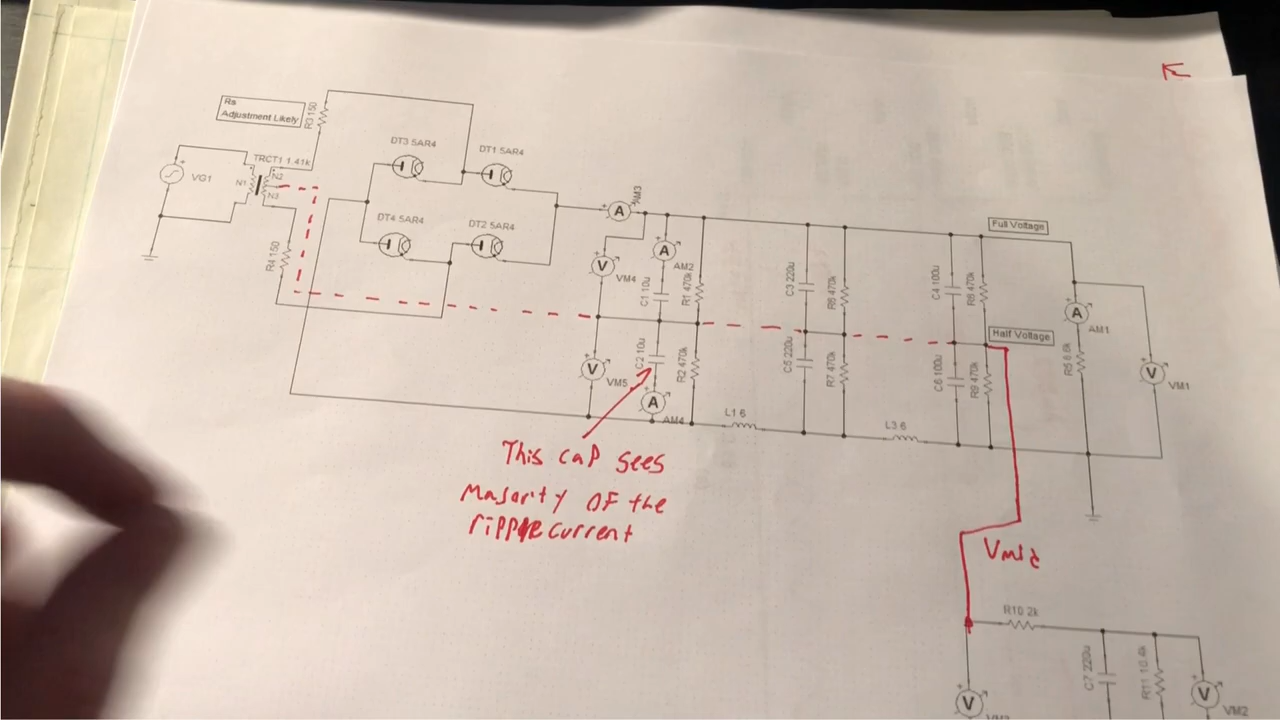 Rs
Adjustment Likely
R3 150
DT3 5AR4
DT1 5AR4
TRCT1 1.41k
VG1
N1
N2
N3
AM3
A
DT4 5AR4
DT2 5AR4
R4 150
V
VM4
A
AM2
C1 10u
R1 470k
C3 220u
R6 470k
C4 100u
R8 470k
Full Voltage
A
AM1
Half Voltage
V
VM5
C2 10u
R2 470k
A
AM4
C5 220u
R7 470k
C6 100u
R9 470k
R5 6.6k
V
VM1
L1 6
L3 6
This cap sees
Majority of the
ripple current
Vmid
R10 2k
C7 220u
R11 10.4k
V
V
VM2